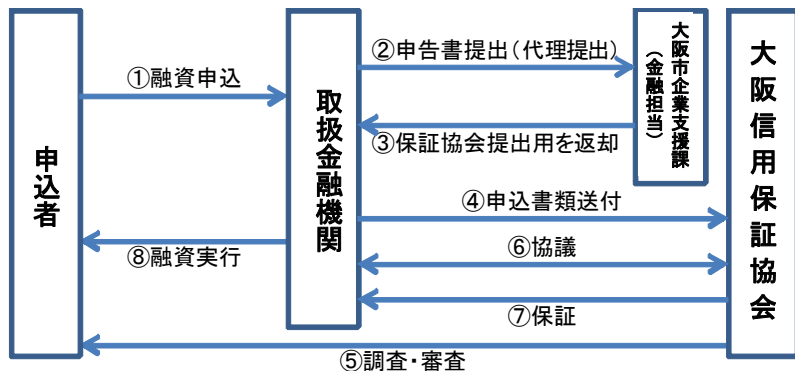 申込者
①融資申込
⑧融資実行
取扱金融機関
②申告書提出（代理提出）
③保証協会提出用を返却
大阪市企業支援課
（金融担当）
④申込書類送付
⑥協議
⑦保証
⑤調査・審査
大阪信用保証協会